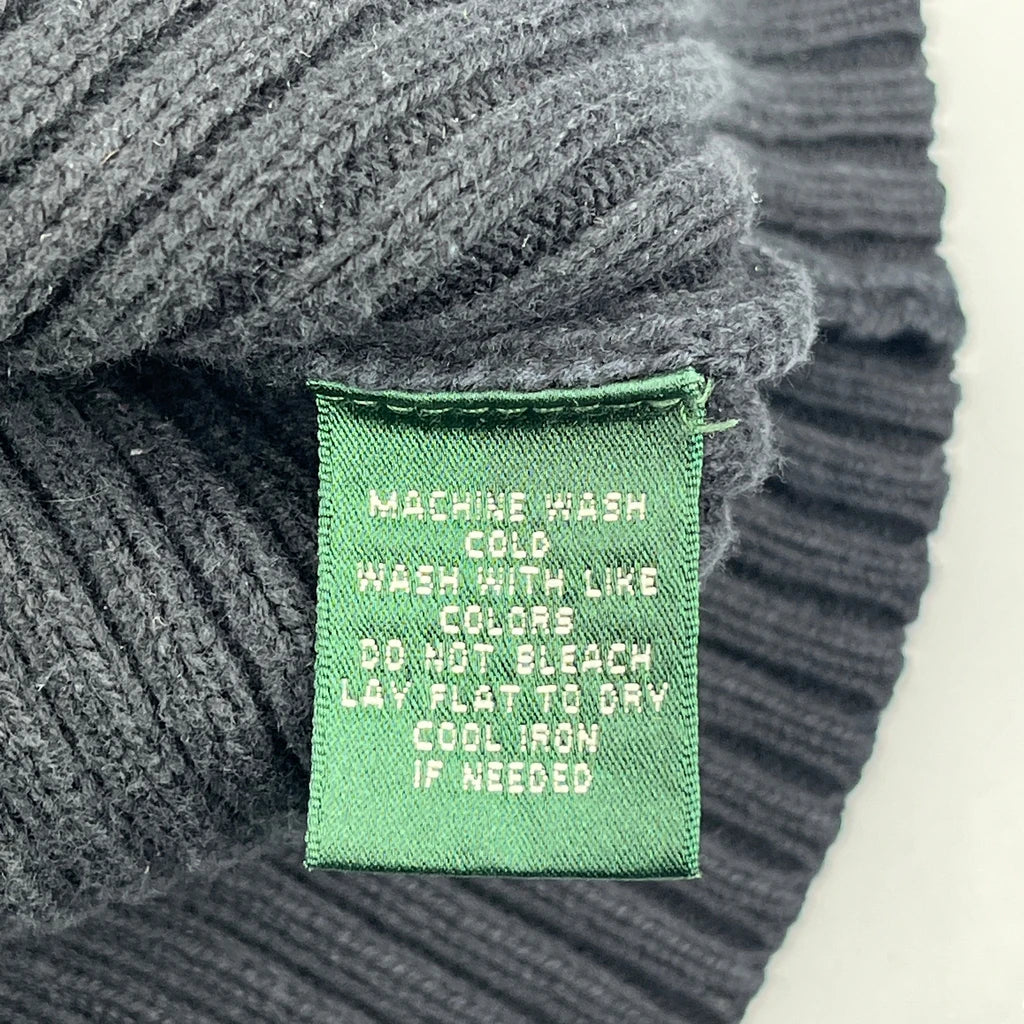 MACHINE WASH
COLD
WASH WITH LIKE
COLORS
DO NOT BLEACH
LAY FLAT TO DRY
COOL IRON
IF NEEDED